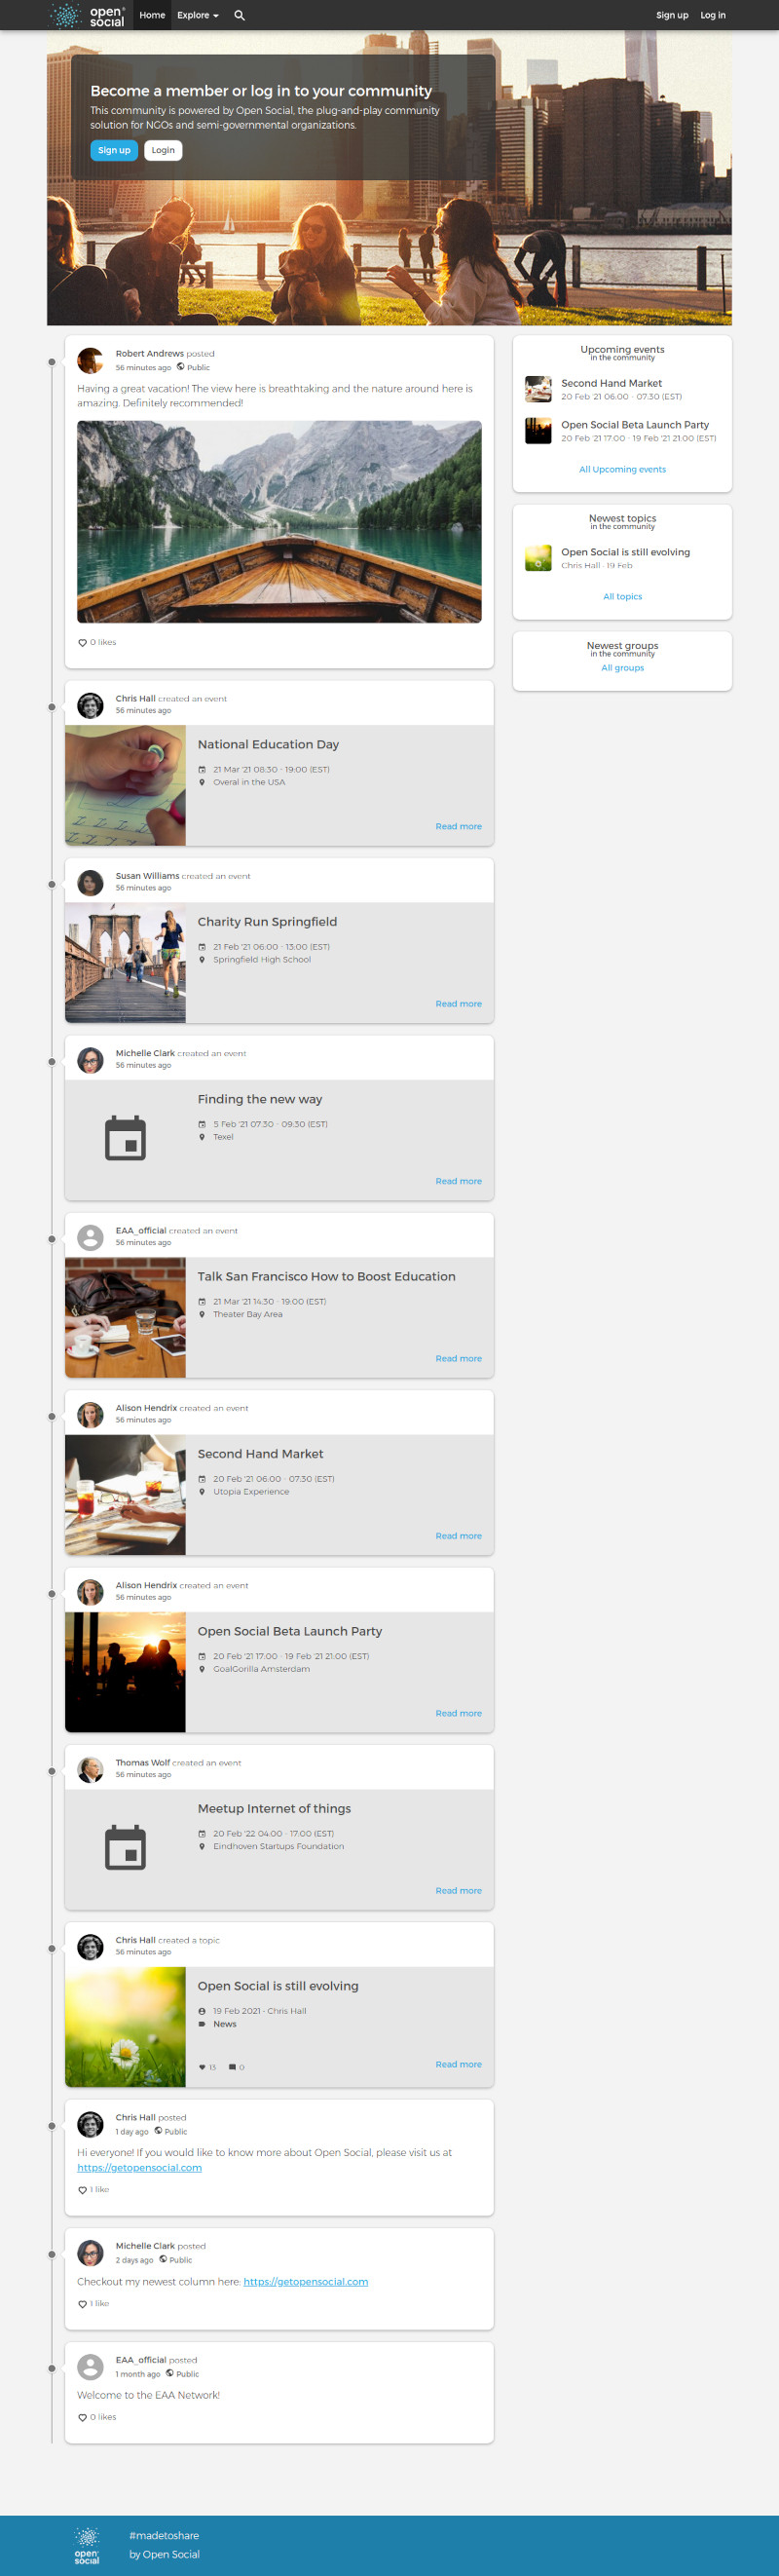 open social
Home
Explore
Sign up
Log in
Become a member or log in to your community
This community is powered by Open Social, the plug-and-play community
solution for NGOs and semi-governmental organizations.
Sign up
Login
Robert Andrews posted
56 minutes ago Public
Having a great vacation! The view here is breathtaking and the nature around here is
amazing. Definitely recommended!
0 likes
Chris Hall created an event
56 minutes ago
National Education Day
21 Mar '21 08:30 - 19:00 (EST)
Overal in the USA
Read more
Susan Williams created an event
56 minutes ago
Charity Run Springfield
21 Feb '21 06:00 - 13:00 (EST)
Springfield High School
Read more
Michelle Clark created an event
56 minutes ago
Finding the new way
5 Feb '21 07:30 - 09:30 (EST)
Texel
Read more
EAA_official created an event
56 minutes ago
Talk San Francisco How to Boost Education
21 Mar '21 14:30 - 19:00 (EST)
Theater Bay Area
Read more
Alison Hendrix created an event
56 minutes ago
Second Hand Market
20 Feb '21 06:00 - 07:30 (EST)
Utopia Experience
Read more
Alison Hendrix created an event
56 minutes ago
Open Social Beta Launch Party
20 Feb '21 17:00 - 19 Feb '21 21:00 (EST)
GoalGorilla Amsterdam
Read more
Thomas Wolf created an event
56 minutes ago
Meetup Internet of things
20 Feb '22 04:00 - 17:00 (EST)
Eindhoven Startups Foundation
Read more
Chris Hall created a topic
56 minutes ago
Open Social is still evolving
19 Feb 2021 - Chris Hall
News
13 0
Read more
Chris Hall posted
1 day ago Public
Hi everyone! If you would like to know more about Open Social, please visit us at
https://getopensocial.com
1 like
Michelle Clark posted
2 days ago Public
Checkout my newest column here: https://getopensocial.com
1 like
EAA_official posted
1 month ago Public
Welcome to the EAA Network!
0 likes
Upcoming events
in the community
Second Hand Market
20 Feb '21 06:00 - 07:30 (EST)
Open Social Beta Launch Party
20 Feb '21 17:00 - 19 Feb '21 21:00 (EST)
All Upcoming events
Newest topics
in the community
Open Social is still evolving
Chris Hall - 19 Feb
All topics
Newest groups
in the community
All groups
open social
#madetoshare
by Open Social